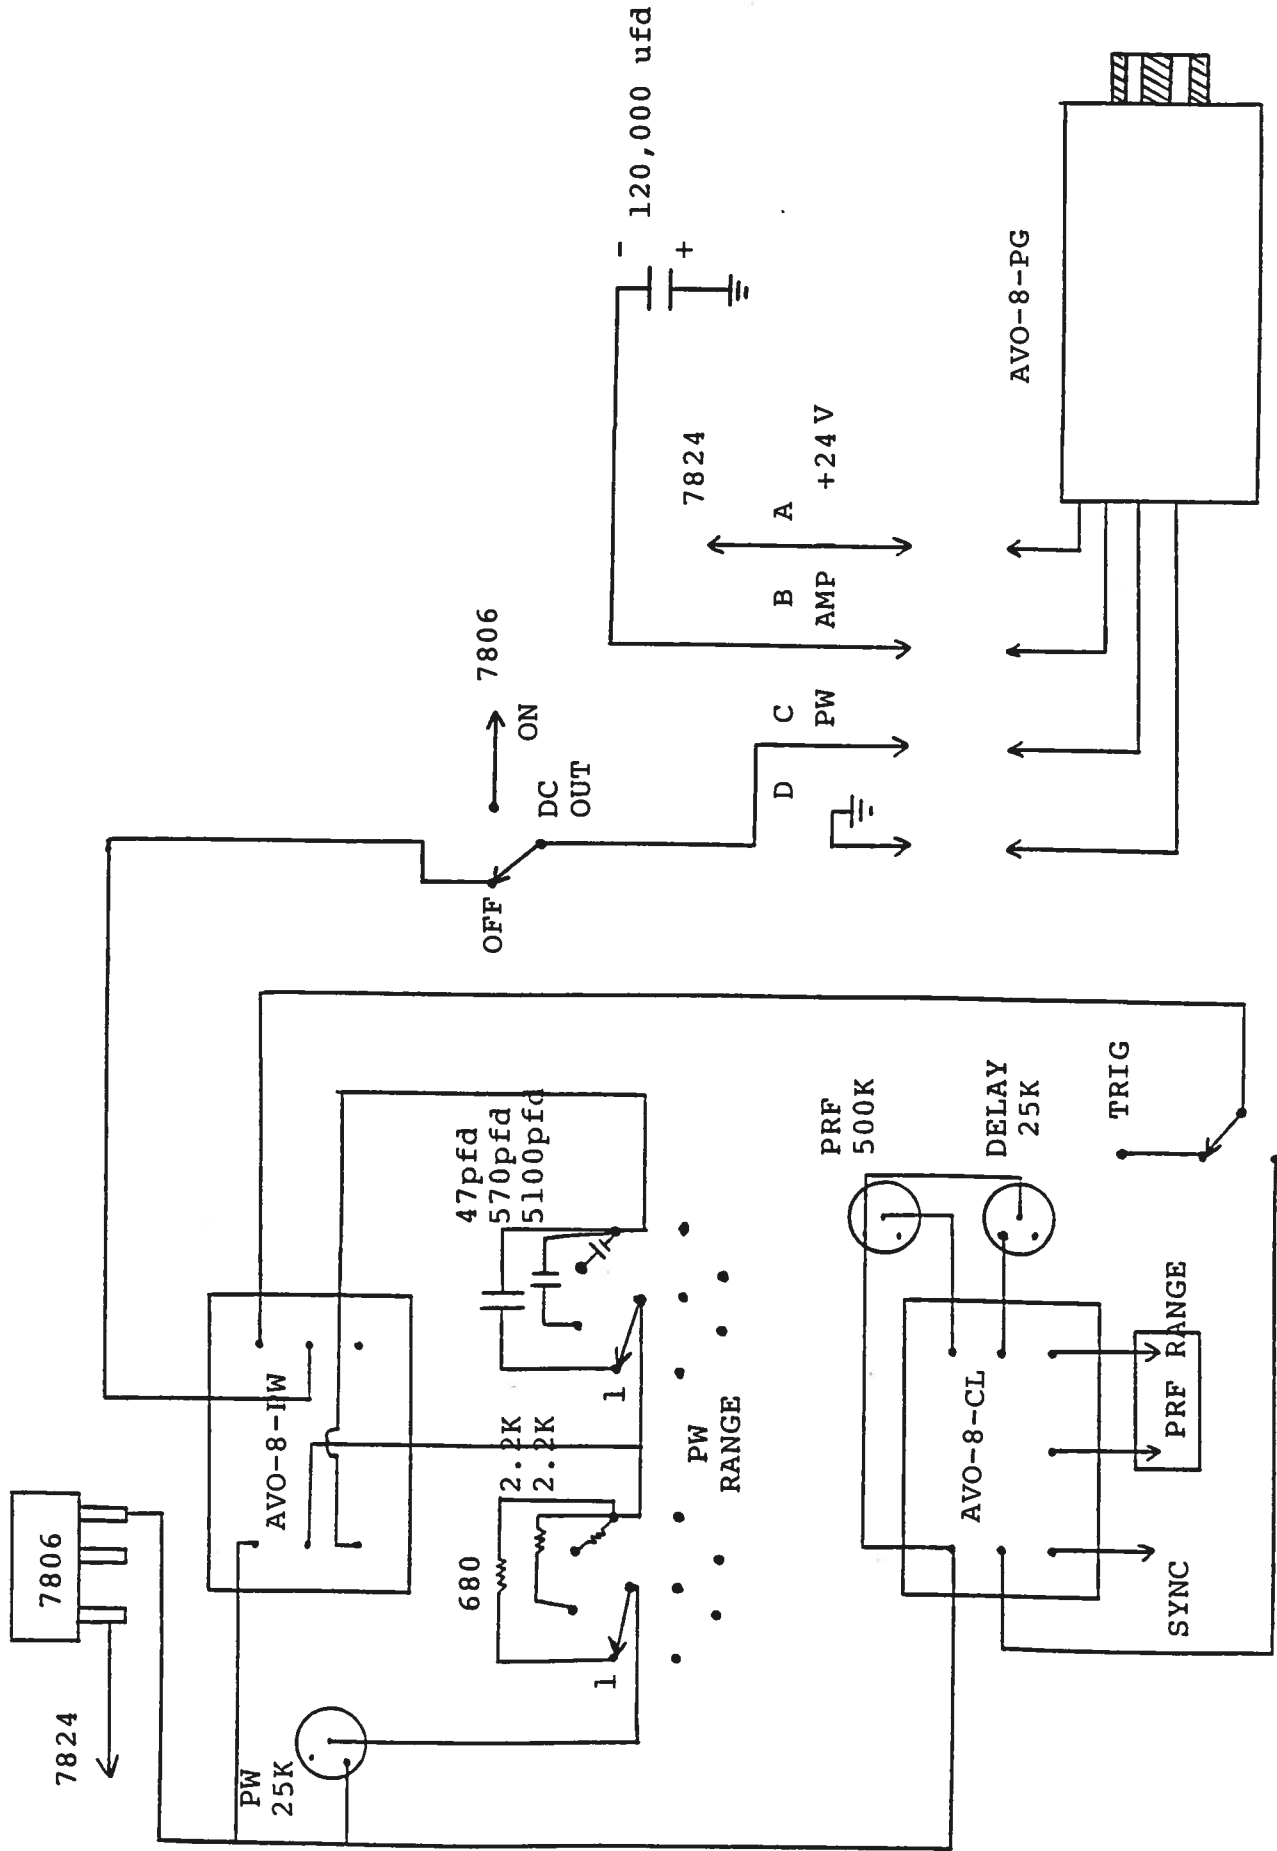 7824
7806
PW
25K
AVO-8-PW
680
2.2K
2.2K
47pfd
570pfd
5100pfd
1
1
PW
RANGE
OFF
ON
7806
DC
OUT
120,000 ufd
-
+
7824
D
C
B
A
PW
AMP
+24V
AVO-8-PG
PRF
500K
DELAY
25K
TRIG
AVO-8-CL
SYNC
PRF RANGE